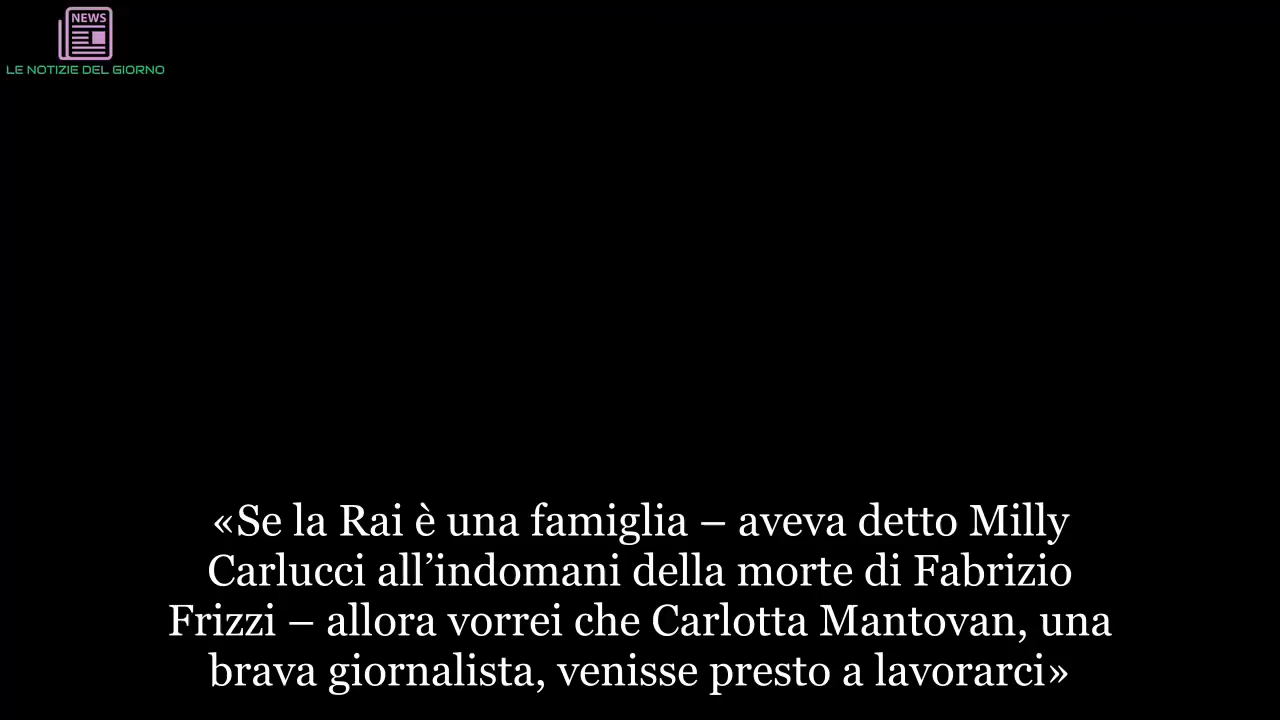 NEWS
LE NOTIZIE DEL GIORNO
«Se la Rai è una famiglia – aveva detto Milly
Carlucci all’indomani della morte di Fabrizio
Frizzi – allora vorrei che Carlotta Mantovan, una
brava giornalista, venisse presto a lavorarci»